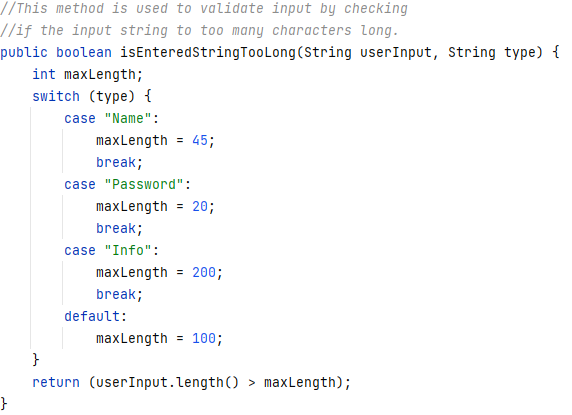 //This method is used to validate input by checking
//if the input string to too many characters long.
public boolean isEnteredStringTooLong(String userInput, String type) {
    int maxLength;
    switch (type) {
        case "Name":
            maxLength = 45;
            break;
        case "Password":
            maxLength = 20;
            break;
        case "Info":
            maxLength = 200;
            break;
        default:
            maxLength = 100;
    }
    return (userInput.length() > maxLength);
}